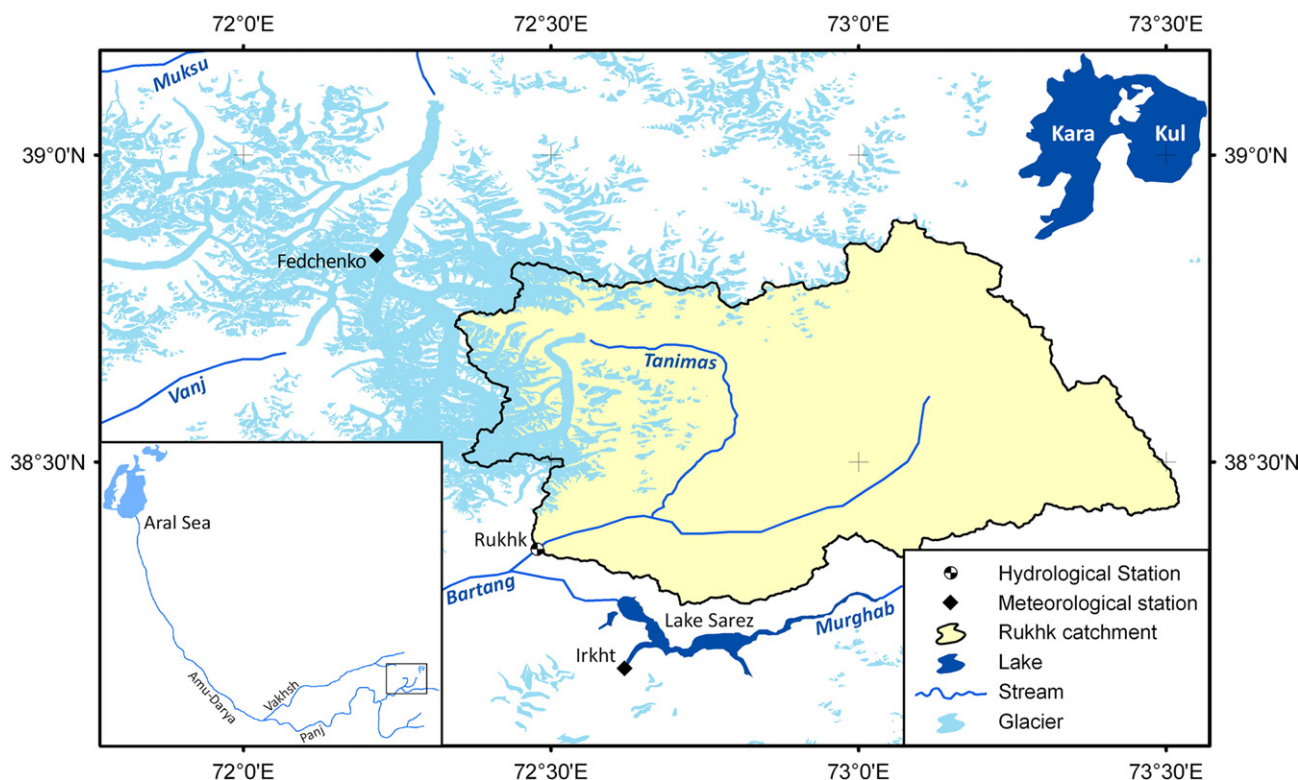 72°0'E 72°30'E 73°0'E 73°30'E
Muksu
Kara Kul
39°0'N 39°0'N
Fedchenko
Tanimas
Vanj
38°30'N 38°30'N
Aral Sea
Rukhk
Bartang
Lake Sarez
Murghab
Irkht
Amu-Darya
Vakhsh
Panj
Hydrological Station
Meteorological station
Rukhk catchment
Lake
Stream
Glacier
72°0'E 72°30'E 73°0'E 73°30'E